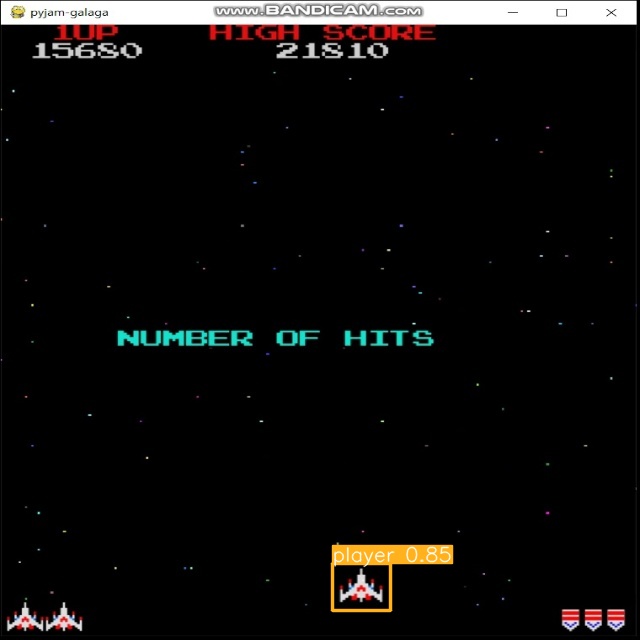 pyjam-galaga
www.BANDICAM.com
1UP HIGH SCORE
15680 21810
NUMBER OF HITS
player 0.85